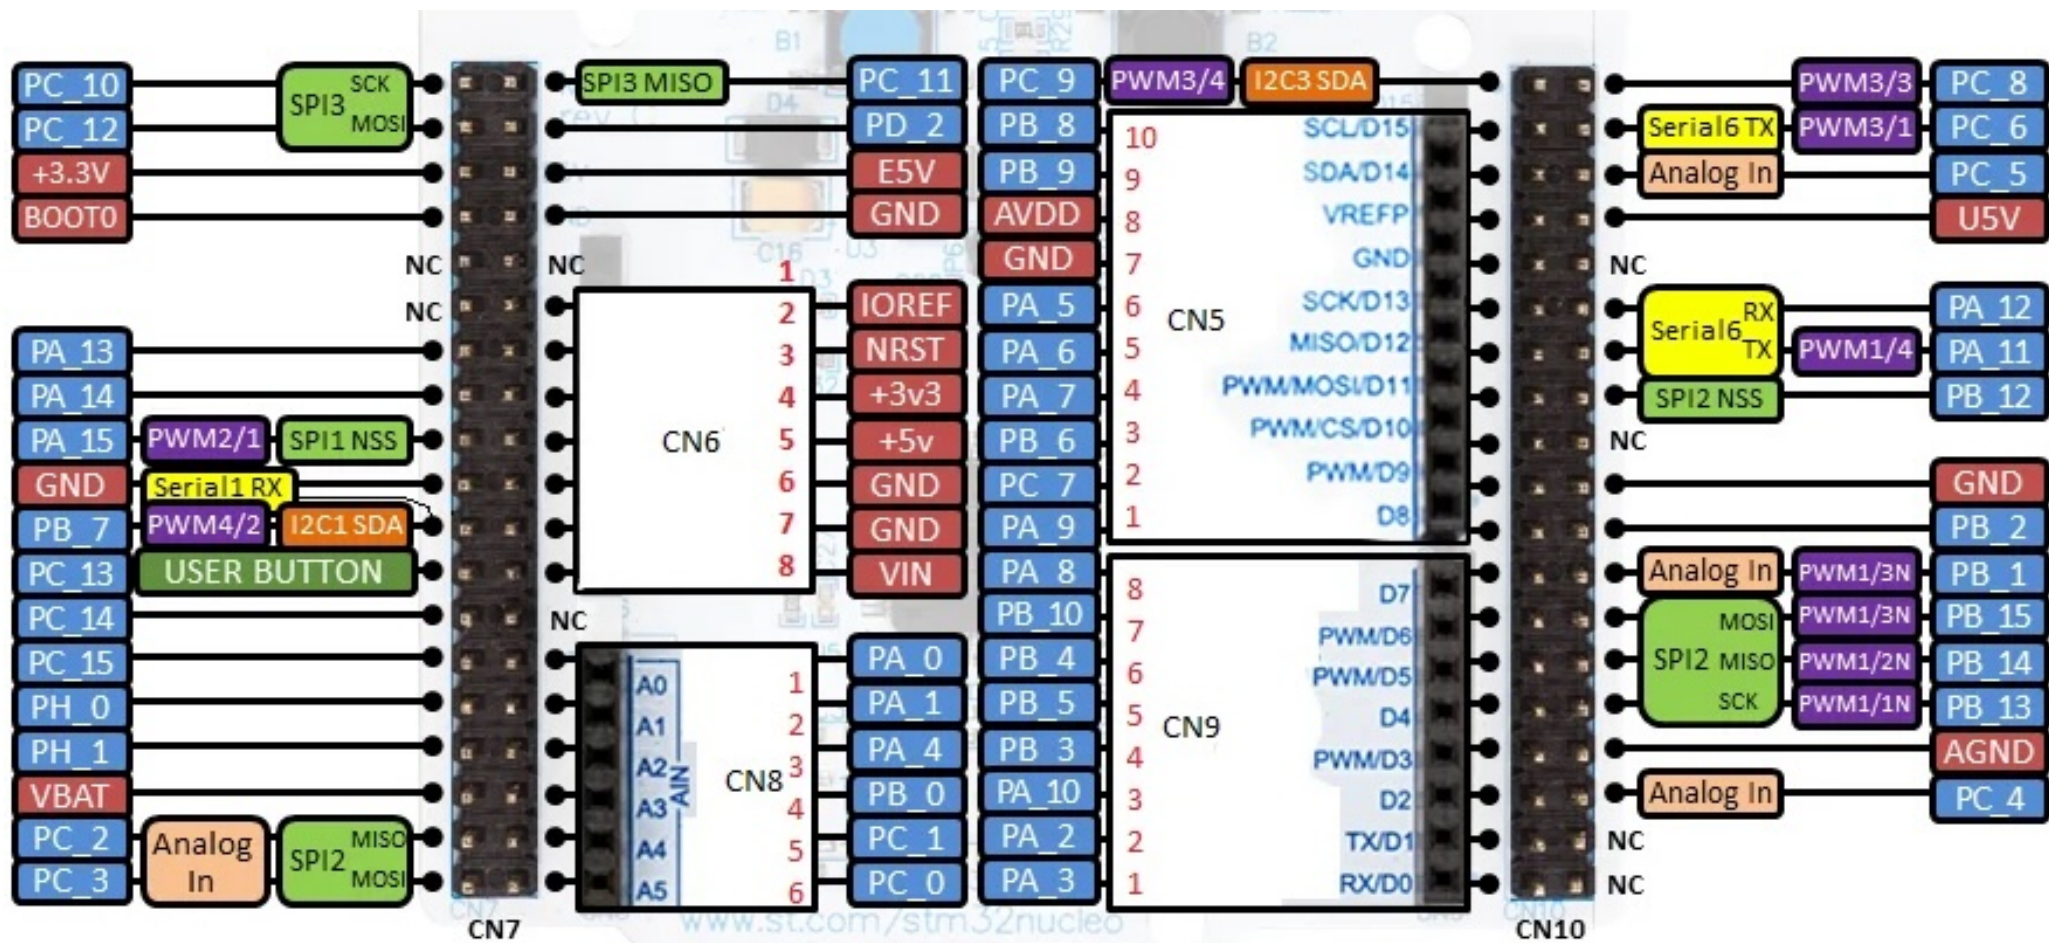 B1
B2
PC_10
SPI3
SCK
MOSI
SPI3 MISO
PC_11
PC_9
PWM3/4
I2C3 SDA
PWM3/3
PC_8
PC_12
D4
PD_2
PB_8
10
SCL/D15
Serial6 TX
PWM3/1
PC_6
+3.3V
E5V
PB_9
9
SDA/D14
Analog In
PC_5
BOOT0
GND
AVDD
8
VREFP
U5V
C16
U3
NC
NC
1
GND
7
GND
NC
D3
NC
2
IOREF
PA_5
6
SCK/D13
Serial6
RX
TX
PA_12
CN5
PA_13
3
NRST
PA_6
5
MISO/D12
PWM1/4
PA_11
PA_14
4
+3v3
PA_7
4
PWM/MOSI/D11
SPI2 NSS
PB_12
PA_15
PWM2/1
SPI1 NSS
CN6
5
+5v
PB_6
3
PWM/CS/D10
NC
GND
Serial1 RX
6
GND
PC_7
2
PWM/D9
GND
PB_7
PWM4/2
I2C1 SDA
7
GND
PA_9
1
D8
PB_2
PC_13
USER BUTTON
8
VIN
PA_8
8
D7
Analog In
PWM1/3N
PB_1
PC_14
NC
PB_10
7
PWM/D6
SPI2
MOSI
MISO
SCK
PWM1/3N
PB_15
PC_15
PA_0
PB_4
6
PWM/D5
PWM1/2N
PB_14
PH_0
A0
1
PA_1
PB_5
5
D4
PWM1/1N
PB_13
PH_1
A1
2
PA_4
CN9
PB_3
4
PWM/D3
AGND
VBAT
A2
AIN
CN8
3
PB_0
PA_10
3
D2
Analog In
PC_4
PC_2
Analog
In
SPI2
MISO
MOSI
A3
4
PC_1
PA_2
2
TX/D1
NC
PC_3
A4
5
A5
6
PC_0
PA_3
1
RX/D0
NC
CN7
CN7
www.st.com/stm32nucleo
CN10
CN10